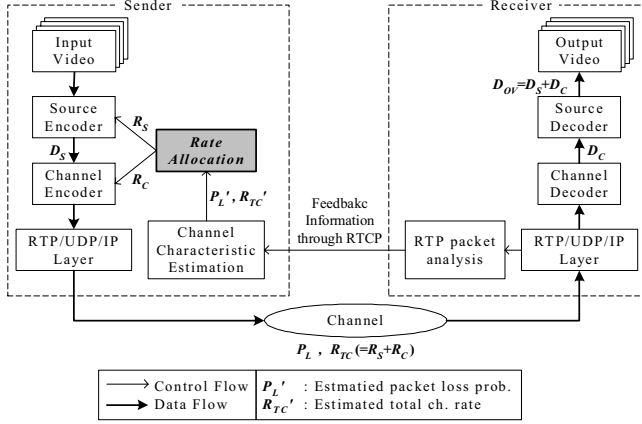 Sender
Receiver
Input
Video
Source
Encoder
D_S
Channel
Encoder
RTP/UDP/IP
Layer
R_S
R_C
Rate
Allocation
P_L', R_TC'
Channel
Characteristic
Estimation
Feedbakc
Information
through RTCP
RTP packet
analysis
Output
Video
D_OV=D_S+D_C
Source
Decoder
D_C
Channel
Decoder
RTP/UDP/IP
Layer
Channel
P_L , R_TC(=R_S+R_C)
Control Flow
Data Flow
P_L' : Estmatied packet loss prob.
R_TC' : Estimated total ch. rate